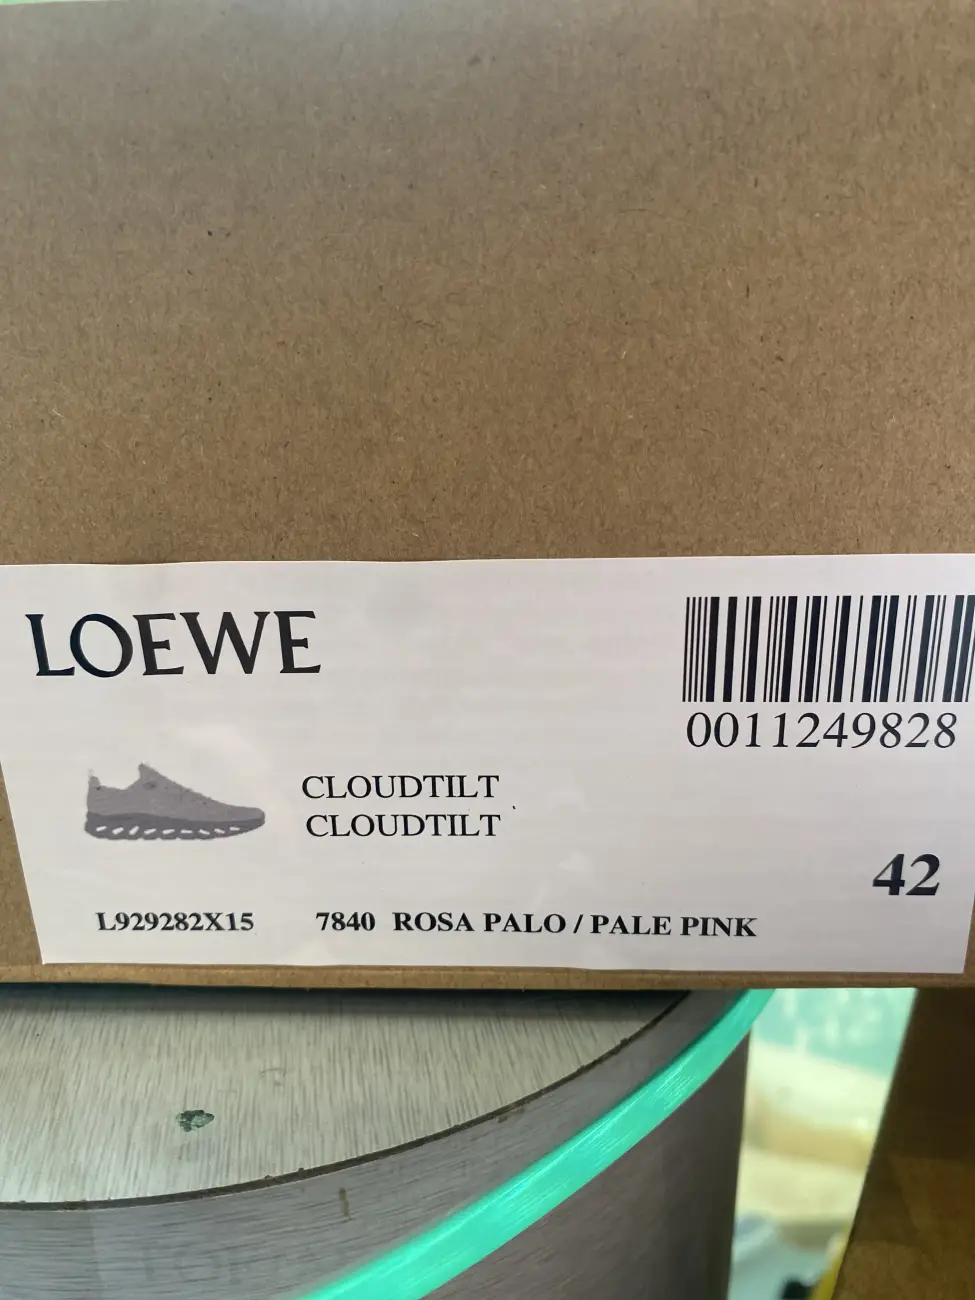 LOEWE
0011249828
CLOUDTILT
CLOUDTILT
42
L929282X15 7840 ROSA PALO / PALE PINK